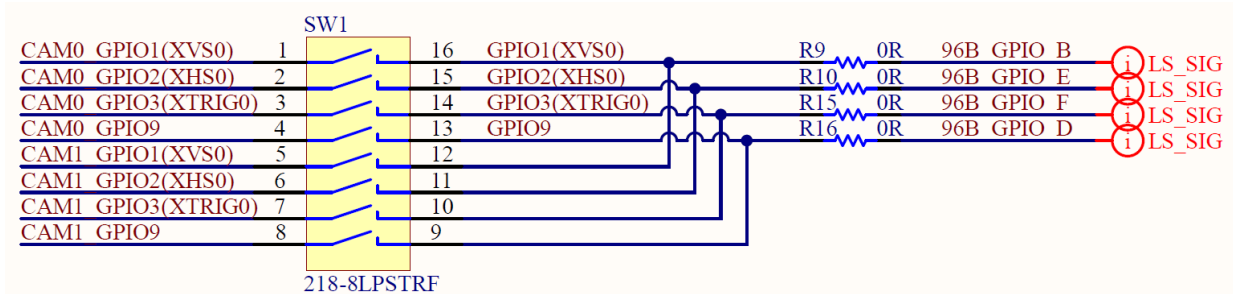 SW1
CAM0_GPIO1(XVS0) 1 16 GPIO1(XVS0) R9 0R 96B_GPIO_B i LS_SIG
CAM0_GPIO2(XHS0) 2 15 GPIO2(XHS0) R10 0R 96B_GPIO_E i LS_SIG
CAM0_GPIO3(XTRIG0) 3 14 GPIO3(XTRIG0) R15 0R 96B_GPIO_F i LS_SIG
CAM0_GPIO9 4 13 GPIO9 R16 0R 96B_GPIO_D i LS_SIG
CAM1_GPIO1(XVS0) 5 12
CAM1_GPIO2(XHS0) 6 11
CAM1_GPIO3(XTRIG0) 7 10
CAM1_GPIO9 8 9
218-8LPSTRF